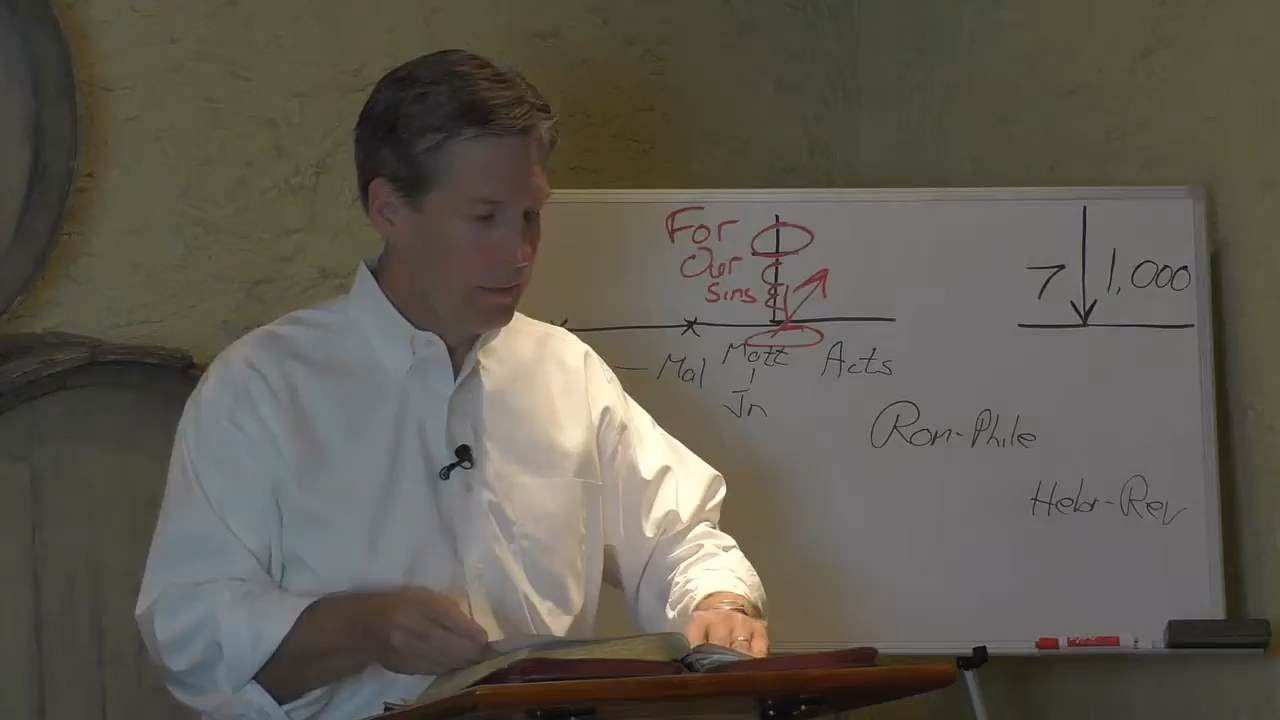 For
Our
sins
7 1,000
— Mal Matt Acts
Jn
Rom-Phile
Hebr-Rev